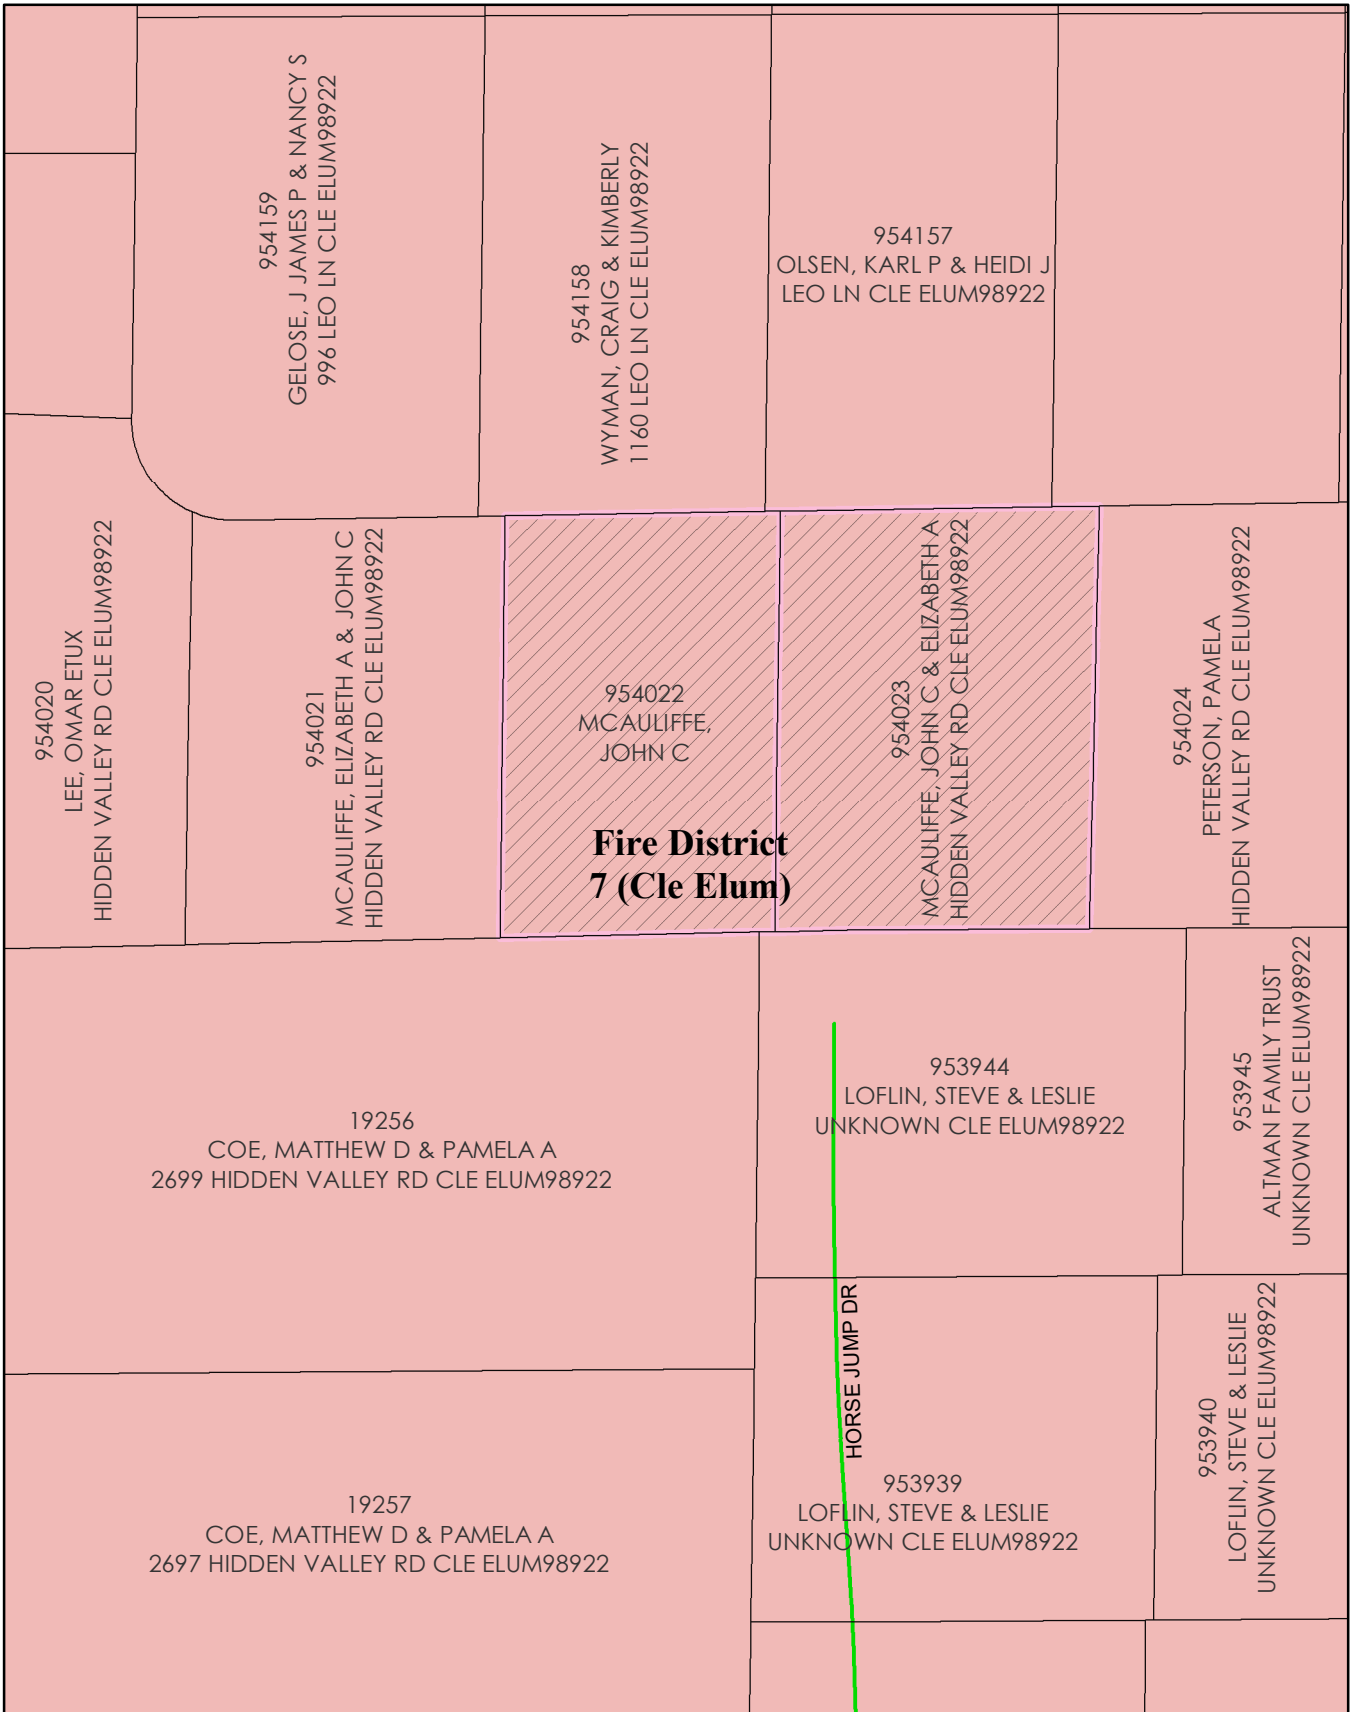 954159
GELOSE, J JAMES P & NANCY S
996 LEO LN CLE ELUM98922
954158
WYMAN, CRAIG & KIMBERLY
1160 LEO LN CLE ELUM98922
954157
OLSEN, KARL P & HEIDI J
LEO LN CLE ELUM98922
954020
LEE, OMAR ETUX
HIDDEN VALLEY RD CLE ELUM98922
954021
MCAULIFFE, ELIZABETH A & JOHN C
HIDDEN VALLEY RD CLE ELUM98922
954022
MCAULIFFE,
JOHN C
954023
MCAULIFFE, JOHN C & ELIZABETH A
HIDDEN VALLEY RD CLE ELUM98922
954024
PETERSON, PAMELA
HIDDEN VALLEY RD CLE ELUM98922
Fire District
7 (Cle Elum)
19256
COE, MATTHEW D & PAMELA A
2699 HIDDEN VALLEY RD CLE ELUM98922
953944
LOFLIN, STEVE & LESLIE
UNKNOWN CLE ELUM98922
953945
ALTMAN FAMILY TRUST
UNKNOWN CLE ELUM98922
HORSE JUMP DR
19257
COE, MATTHEW D & PAMELA A
2697 HIDDEN VALLEY RD CLE ELUM98922
953939
LOFLIN, STEVE & LESLIE
UNKNOWN CLE ELUM98922
953940
LOFLIN, STEVE & LESLIE
UNKNOWN CLE ELUM98922